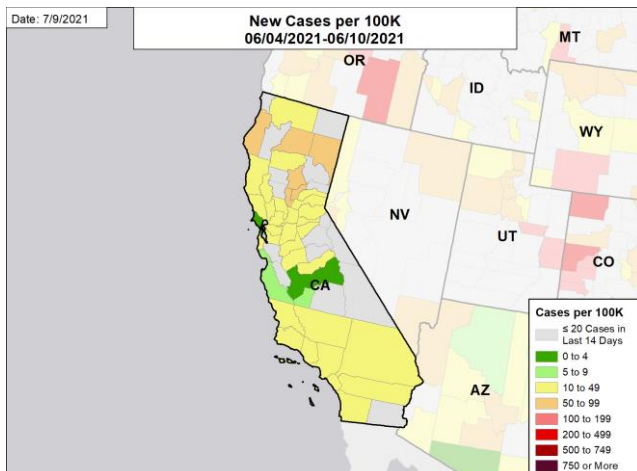 Date: 7/9/2021
New Cases per 100K
06/04/2021-06/10/2021
MT
OR
ID
WY
NV
UT
CO
CA
AZ
Cases per 100K
≤ 20 Cases in
Last 14 Days
0 to 4
5 to 9
10 to 49
50 to 99
100 to 199
200 to 499
500 to 749
750 or More